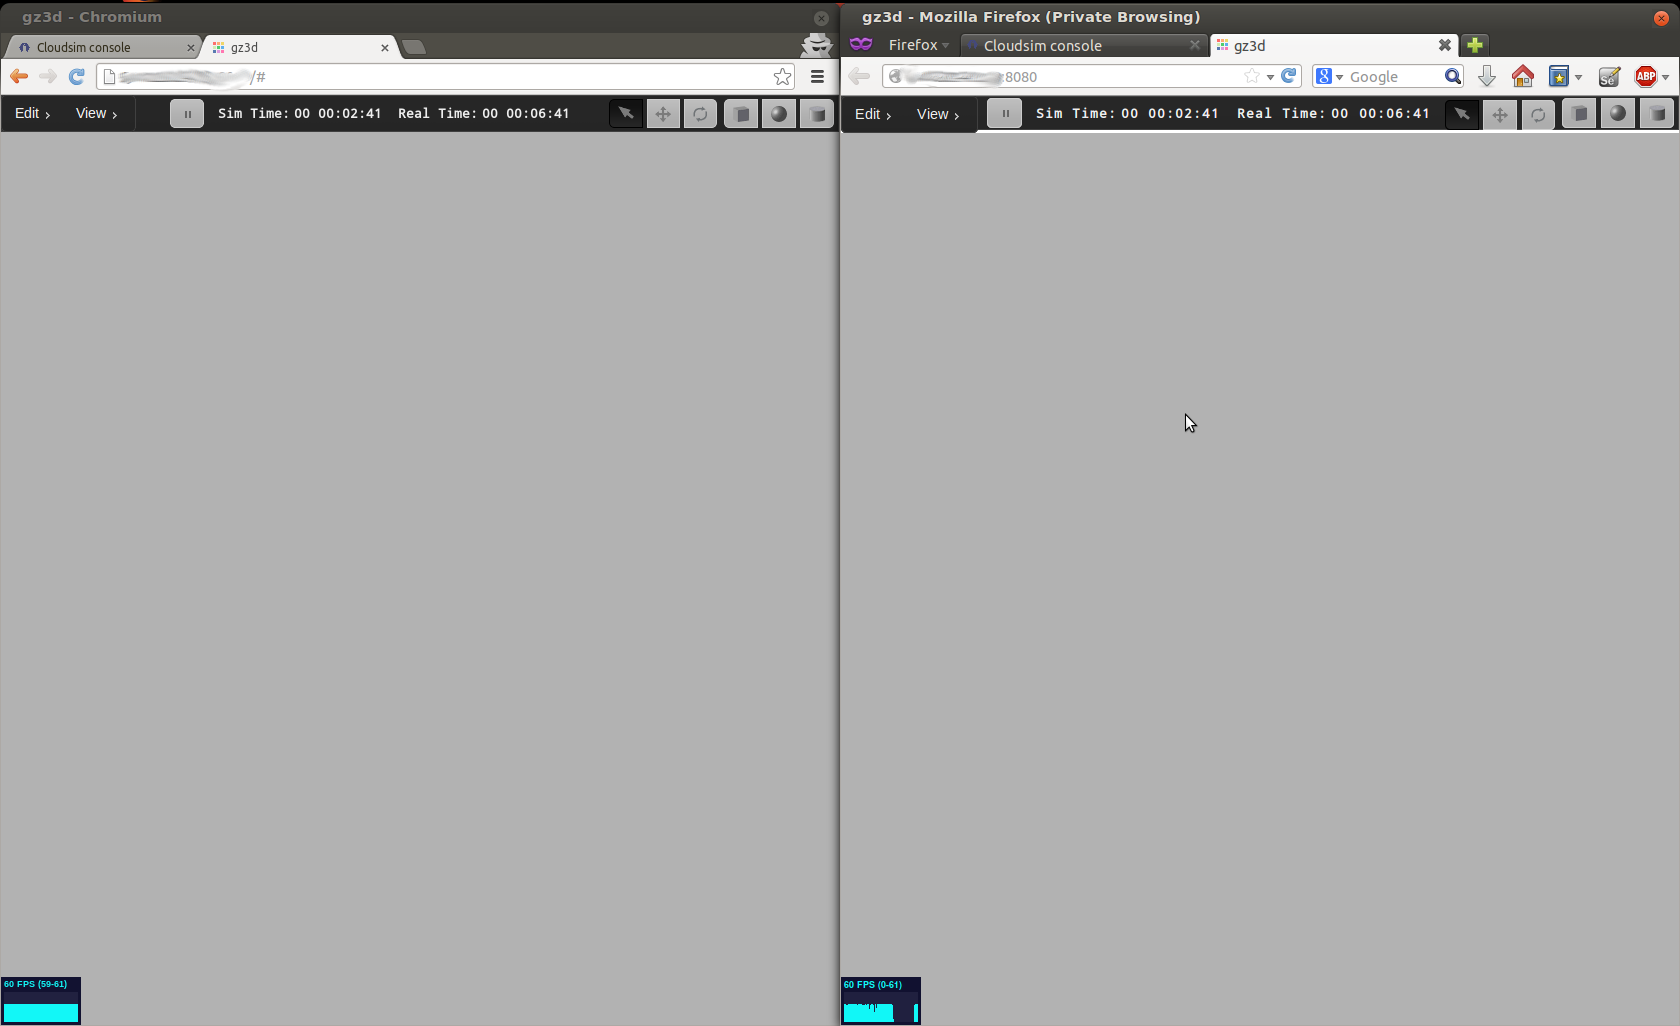 gz3d - Chromium
Cloudsim console
gz3d
/#
Edit ›
View ›
Sim Time: 00 00:02:41
Real Time: 00 00:06:41
60 FPS (59-61)
gz3d - Mozilla Firefox (Private Browsing)
Firefox
Cloudsim console
gz3d
:8080
8
Google
Se
ABP
Edit ›
View ›
Sim Time: 00 00:02:41
Real Time: 00 00:06:41
60 FPS (0-61)